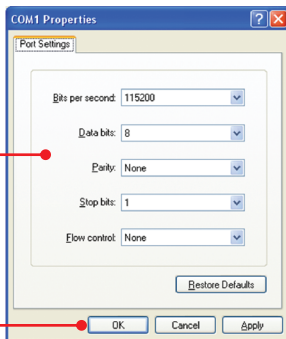 COM1 Properties
Port Settings
Bits per second: 115200
Data bits: 8
Parity: None
Stop bits: 1
Flow control: None
Restore Defaults
OK Cancel Apply